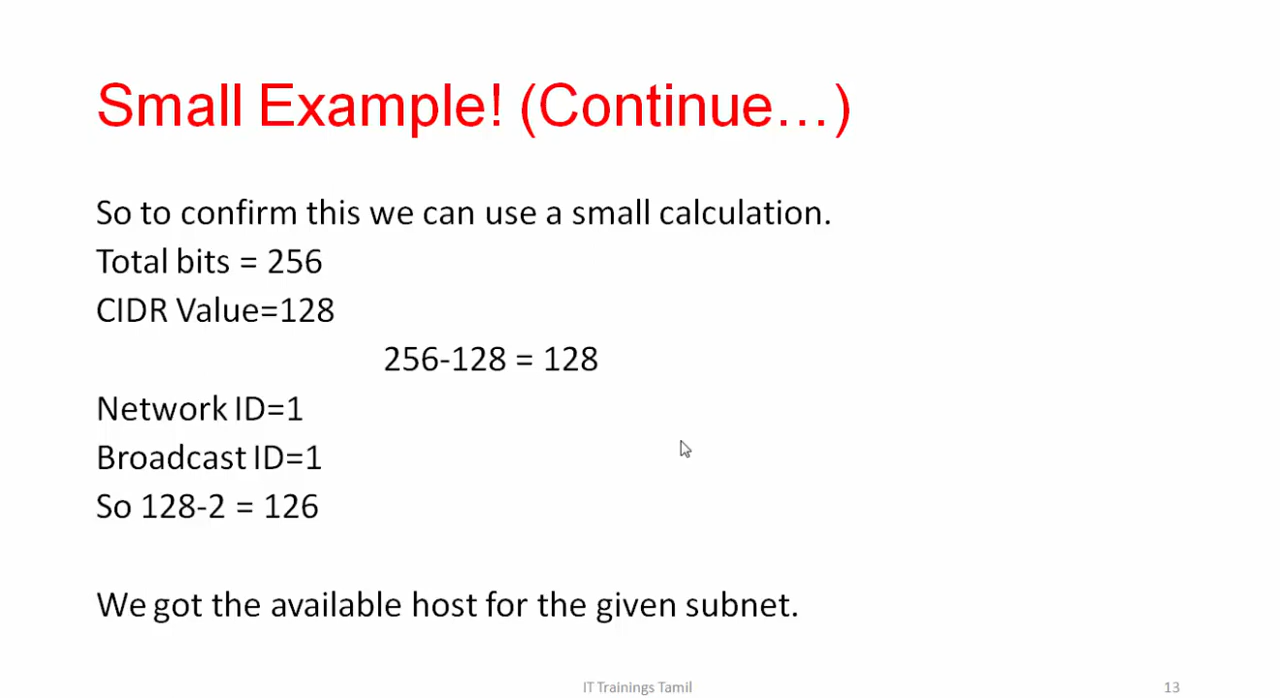 Small Example! (Continue...)
So to confirm this we can use a small calculation.
Total bits = 256
CIDR Value=128
256-128 = 128
Network ID=1
Broadcast ID=1
So 128-2 = 126
We got the available host for the given subnet.
IT Trainings Tamil
13